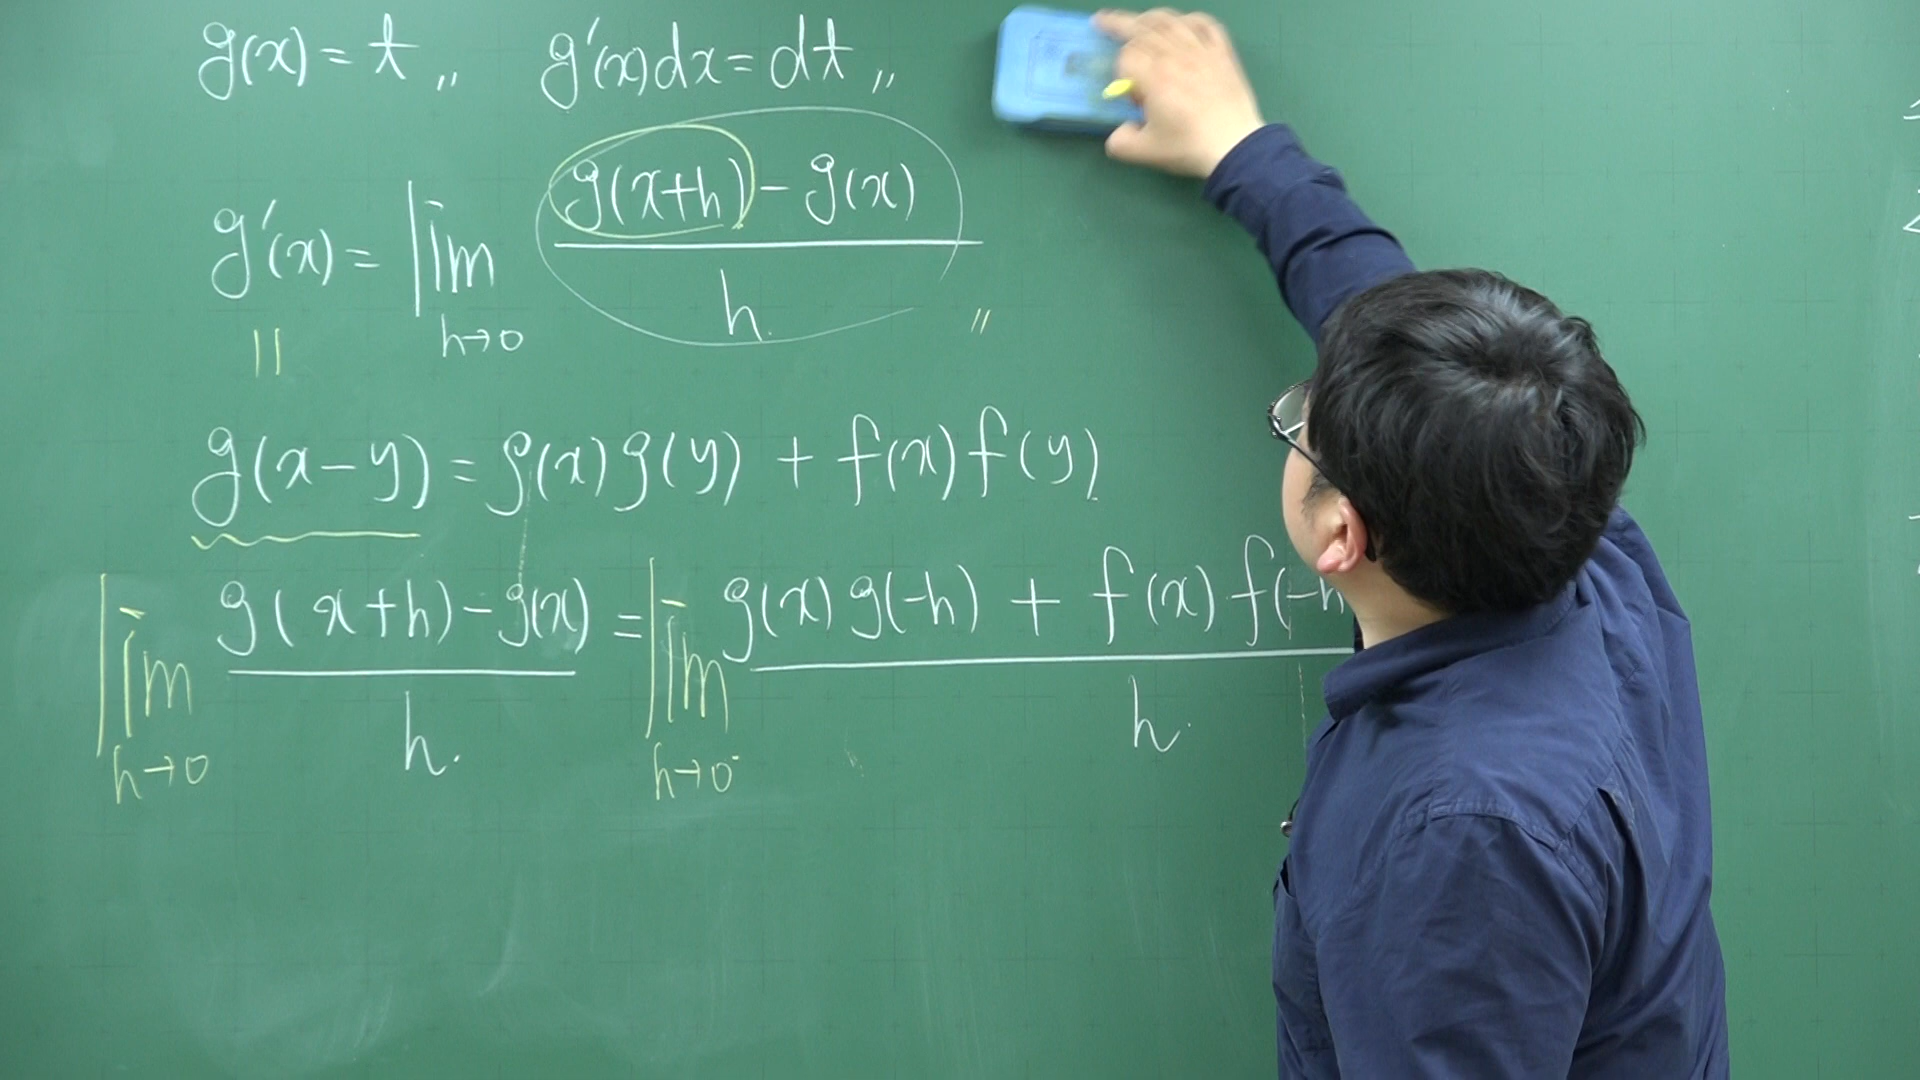 g(x) = t 〃 g'(x)dx = dt 〃
g'(x) = lim h→0 g(x+h) - g(x) / h 〃
||
g(x-y) = g(x)g(y) + f(x)f(y)
lim h→0 g(x+h) - g(x) / h = lim h→0 g(x)g(-h) + f(x)f(-h / h